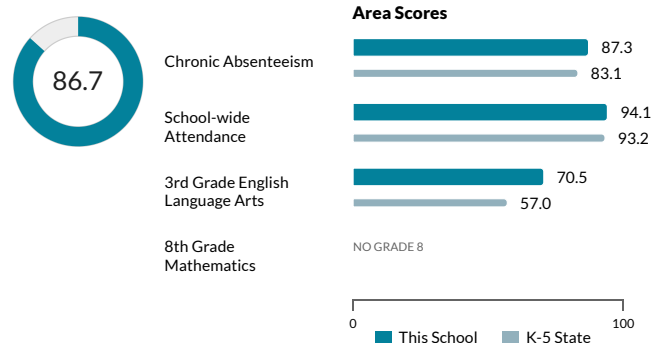 Area Scores
86.7
Chronic Absenteeism
87.3
83.1
School-wide
Attendance
94.1
93.2
3rd Grade English
Language Arts
70.5
57.0
8th Grade
Mathematics
NO GRADE 8
0
100
This School
K-5 State